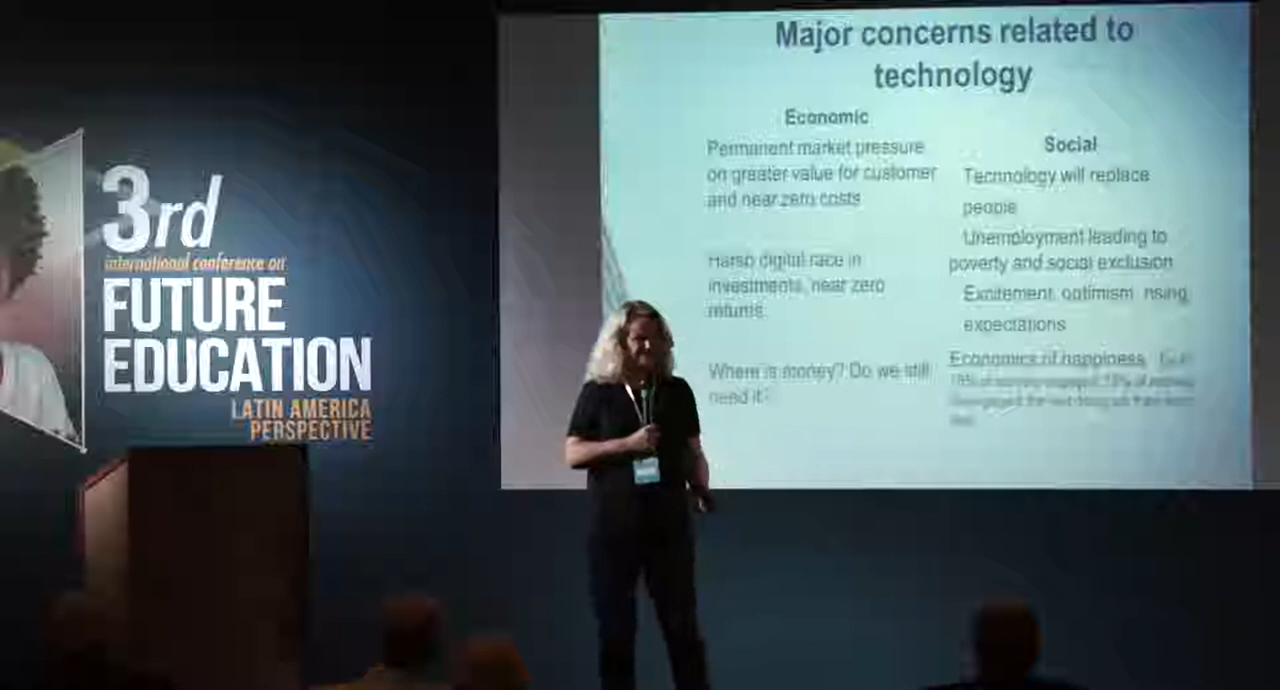 3rd
international conference on
FUTURE
EDUCATION
LATIN AMERICA
PERSPECTIVE
Major concerns related to
technology
Economic
Permanent market pressure
on greater value for customer
and near zero costs
Harsh digital race in
investments, near zero
returns
Where is money? Do we still
need it?
Social
Technology will replace
people
Unemployment leading to
poverty and social exclusion
Excitement, optimism, rising
expectations
Economics of happiness